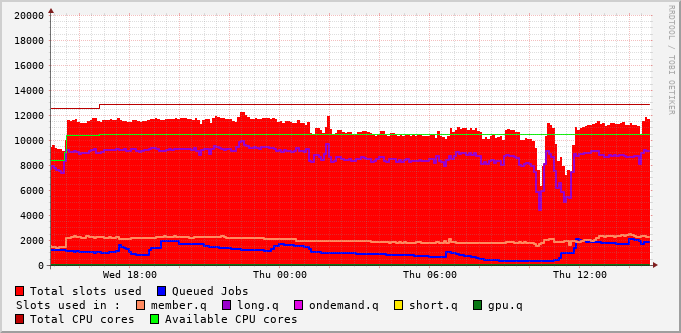 RRDTOOL / TOBI OETIKER
20000
18000
16000
14000
12000
10000
8000
6000
4000
2000
0
Wed 18:00 Thu 00:00 Thu 06:00 Thu 12:00
Total slots used Queued Jobs
Slots used in : member.q long.q ondemand.q short.q gpu.q
Total CPU cores Available CPU cores